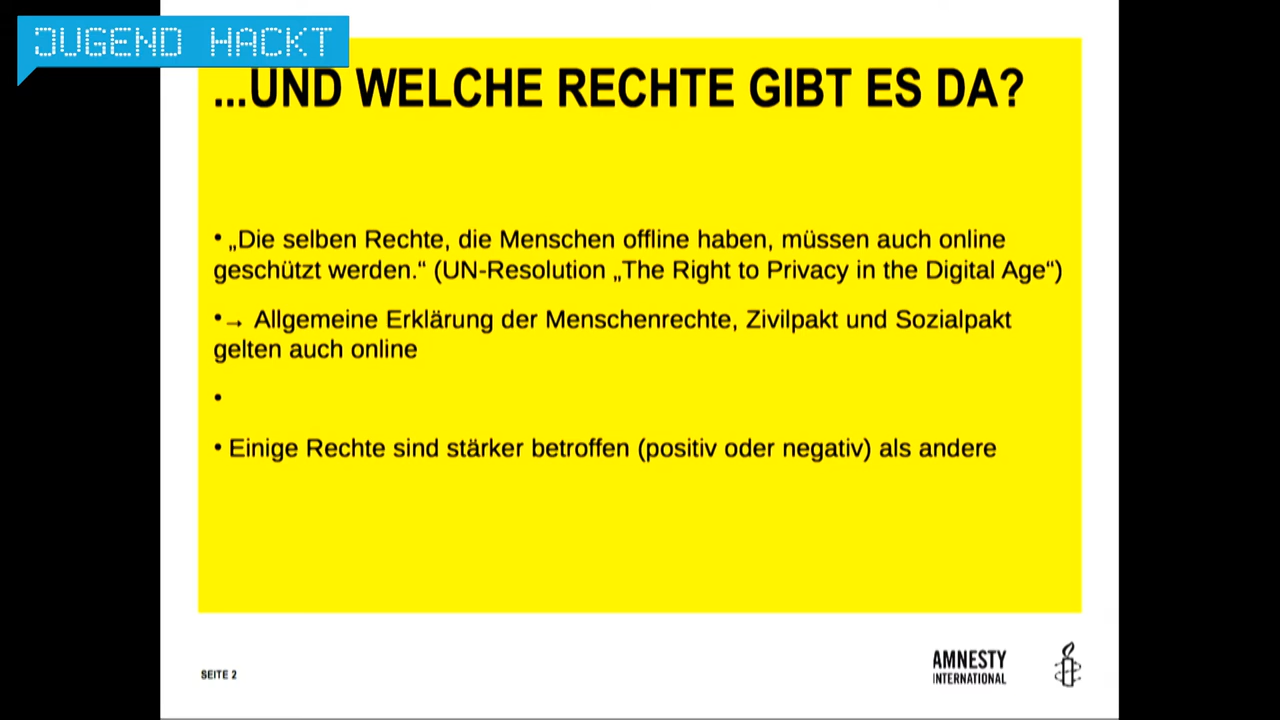 JUGEND HACKT
...UND WELCHE RECHTE GIBT ES DA?
• „Die selben Rechte, die Menschen offline haben, müssen auch online
geschützt werden.“ (UN-Resolution „The Right to Privacy in the Digital Age“)
•→ Allgemeine Erklärung der Menschenrechte, Zivilpakt und Sozialpakt
gelten auch online
•
• Einige Rechte sind stärker betroffen (positiv oder negativ) als andere
SEITE 2
AMNESTY
INTERNATIONAL